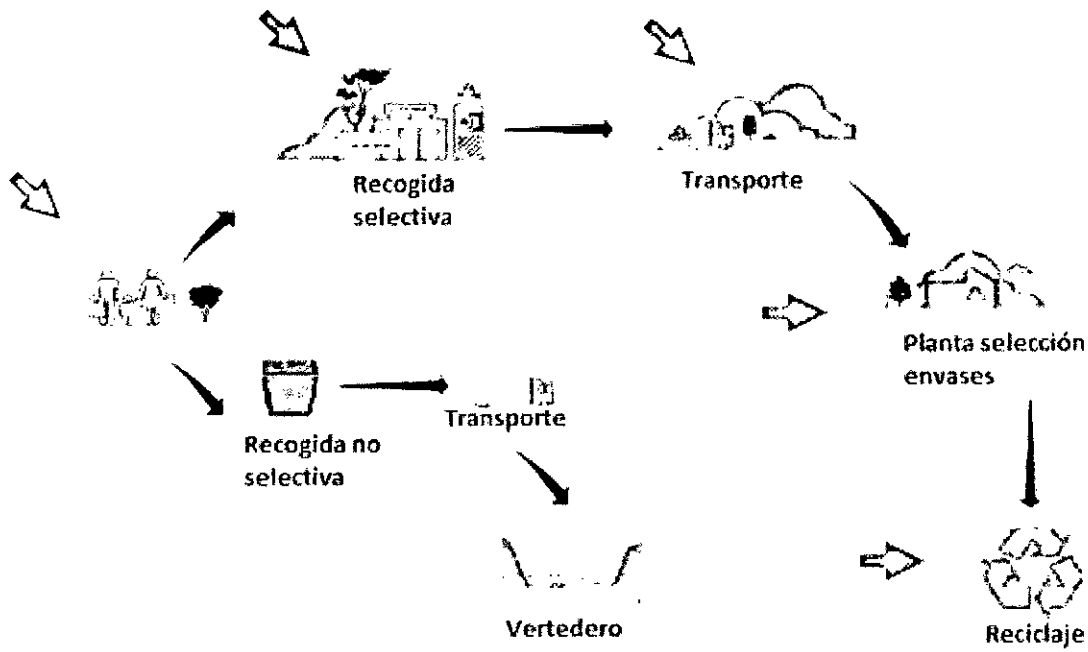 Recogida
selectiva
Transporte
Planta selección
envases
Recogida no
selectiva
Transporte
Vertedero
Reciclaje